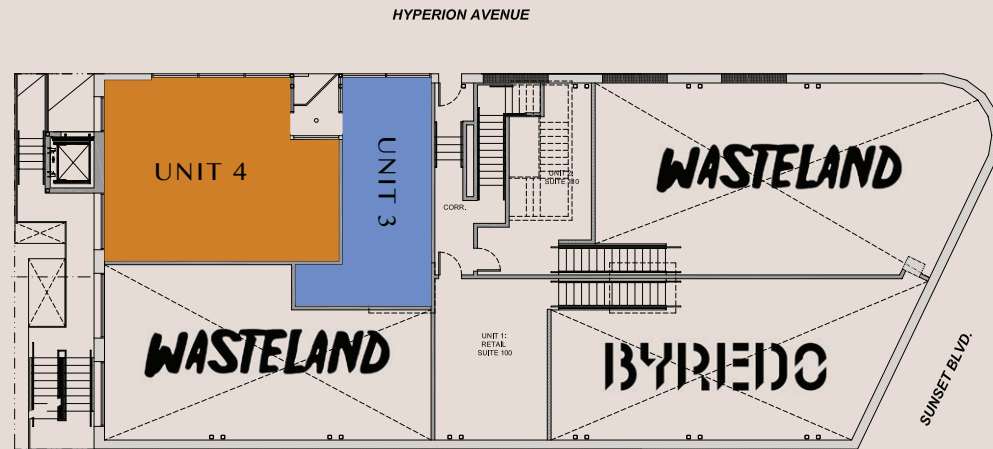 HYPERION AVENUE
UNIT 4
UNIT 3
UNIT 2:
SUITE 110
CORR.
WASTELAND
WASTELAND
UNIT 1:
RETAIL
SUITE 100
BYREDO
SUNSET BLVD.